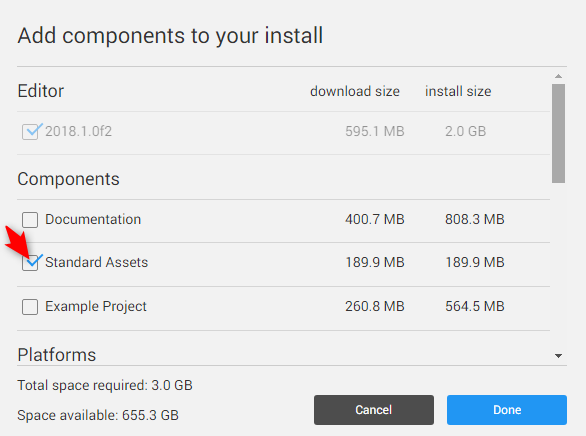 Add components to your install
Editor download size install size
2018.1.0f2 595.1 MB 2.0 GB
Components
Documentation 400.7 MB 808.3 MB
Standard Assets 189.9 MB 189.9 MB
Example Project 260.8 MB 564.5 MB
Platforms
Total space required: 3.0 GB
Space available: 655.3 GB
Cancel Done